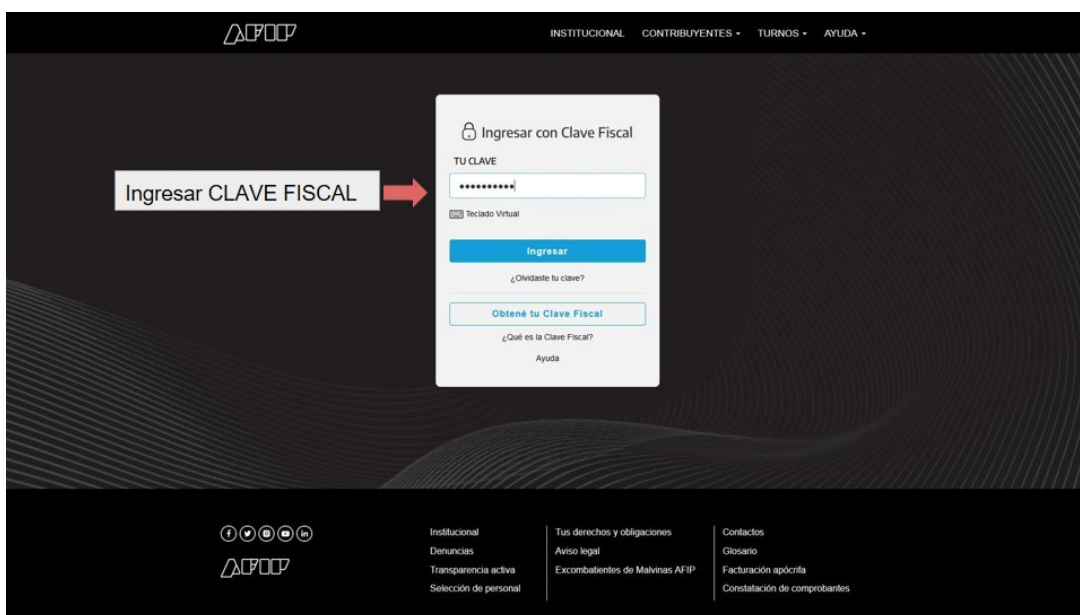 AFIP
INSTITUCIONAL CONTRIBUYENTES TURNOS AYUDA
Ingresar con Clave Fiscal
TU CLAVE
••••••••••
Ingresar CLAVE FISCAL
Teclado Virtual
Ingresar
¿Olvidaste tu clave?
Obtené tu Clave Fiscal
¿Qué es la Clave Fiscal?
Ayuda
AFIP
Institucional
Denuncias
Transparencia activa
Selección de personal
Tus derechos y obligaciones
Aviso legal
Excombatientes de Malvinas AFIP
Contactos
Glosario
Facturación apócrifa
Constatación de comprobantes